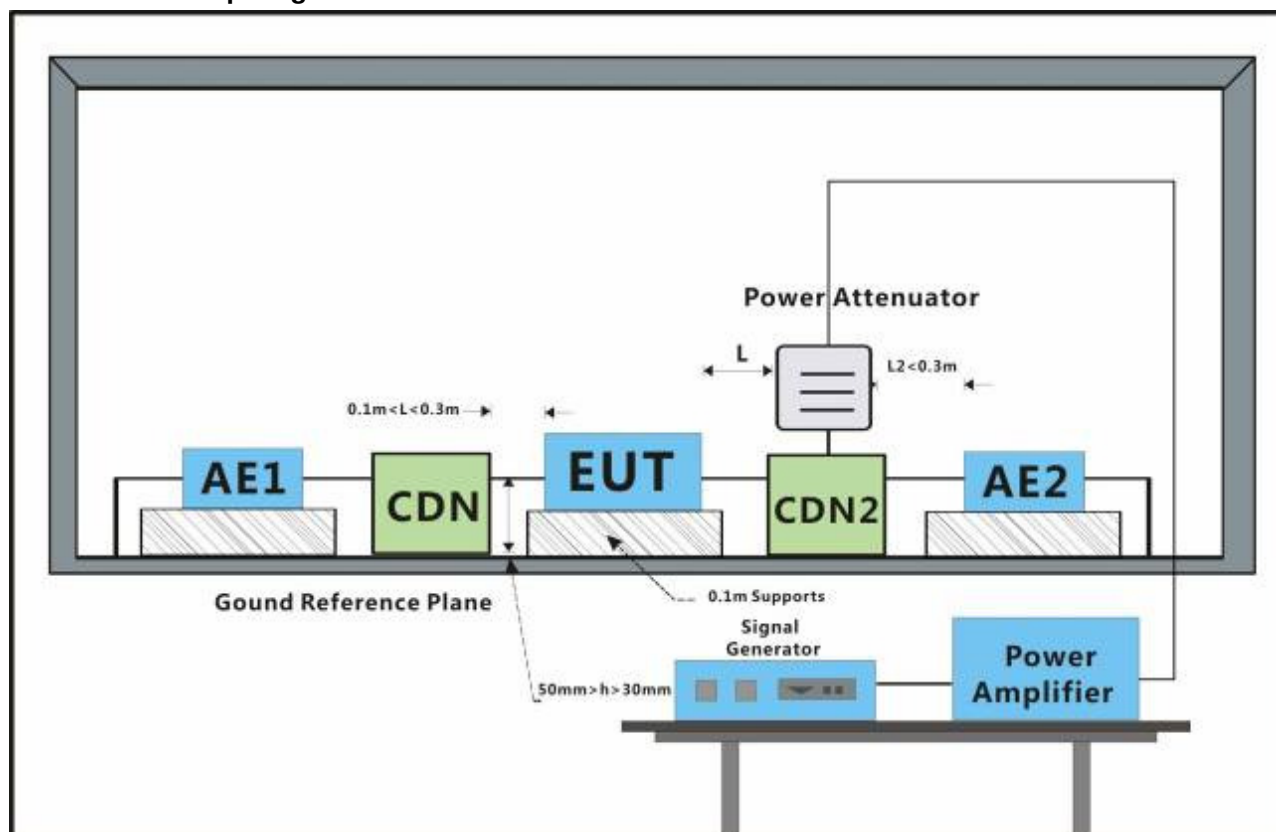 Power Attenuator
L
L2<0.3m
0.1m<L<0.3m
AE1
CDN
EUT
CDN2
AE2
Gound Reference Plane
0.1m Supports
Signal
Generator
50mm>h>30mm
Power
Amplifier